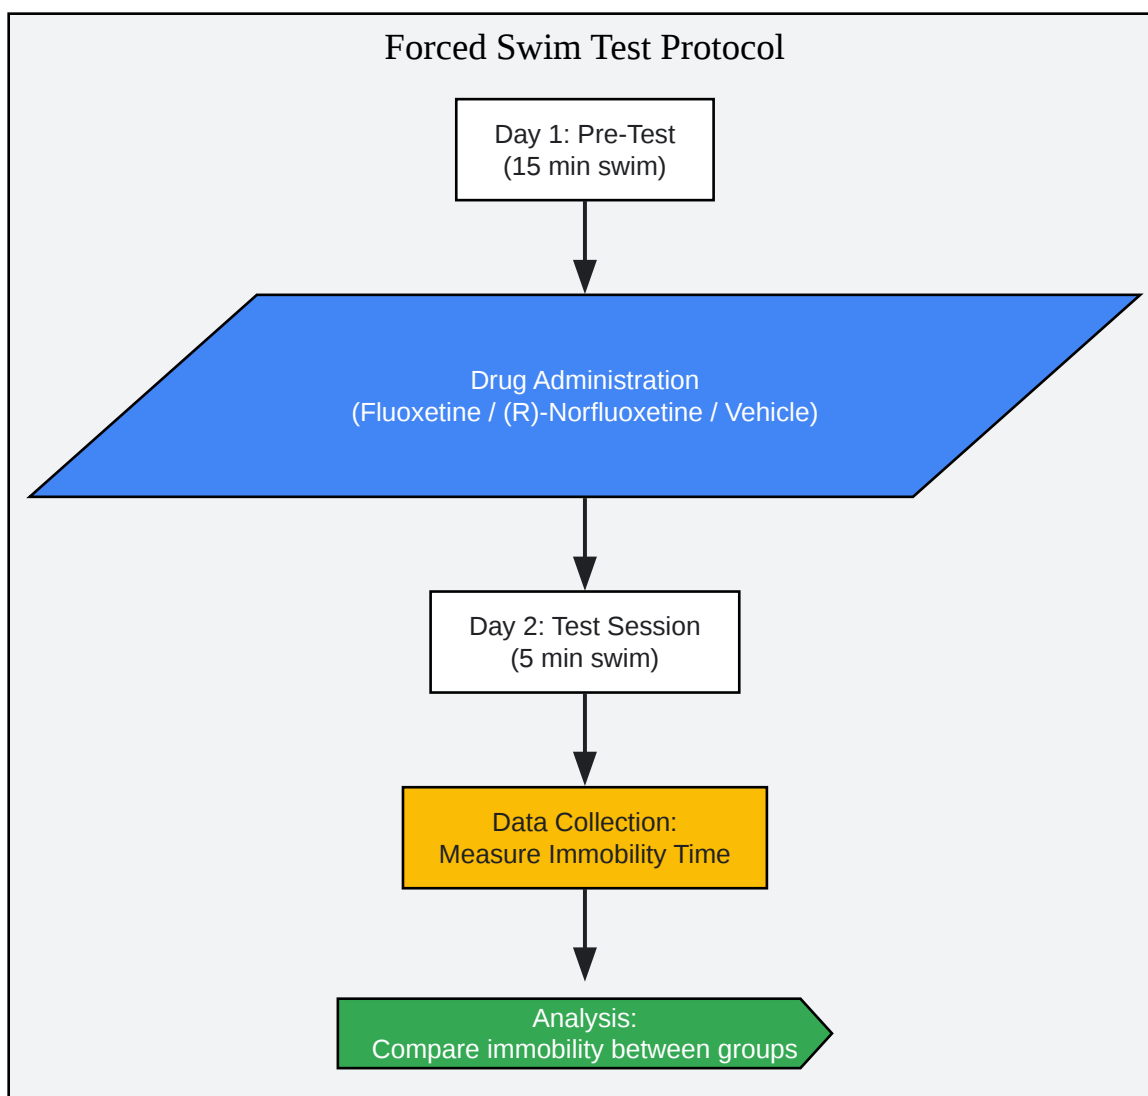 Forced Swim Test Protocol
Day 1: Pre-Test
(15 min swim)
Drug Administration
(Fluoxetine / (R)-Norfluoxetine / Vehicle)
Day 2: Test Session
(5 min swim)
Data Collection:
Measure Immobility Time
Analysis:
Compare immobility between groups